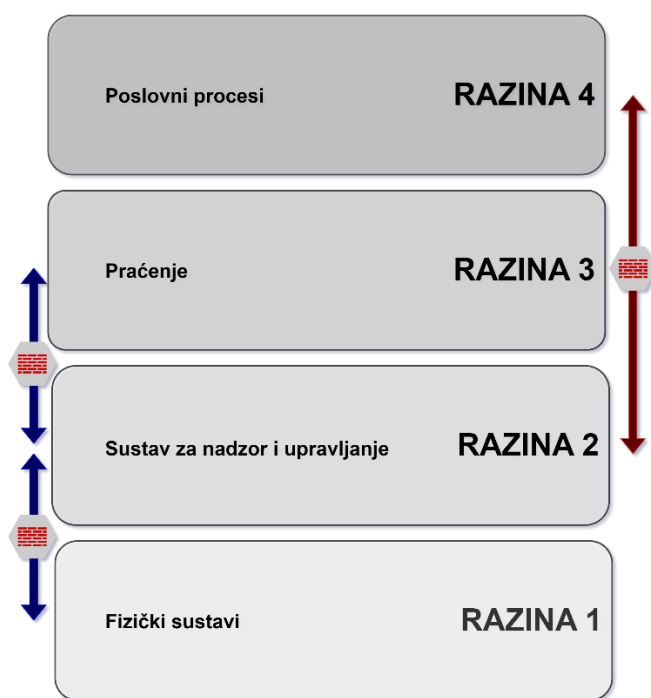 Poslovni procesi RAZINA 4
Praćenje RAZINA 3
Sustav za nadzor i upravljanje RAZINA 2
Fizički sustavi RAZINA 1